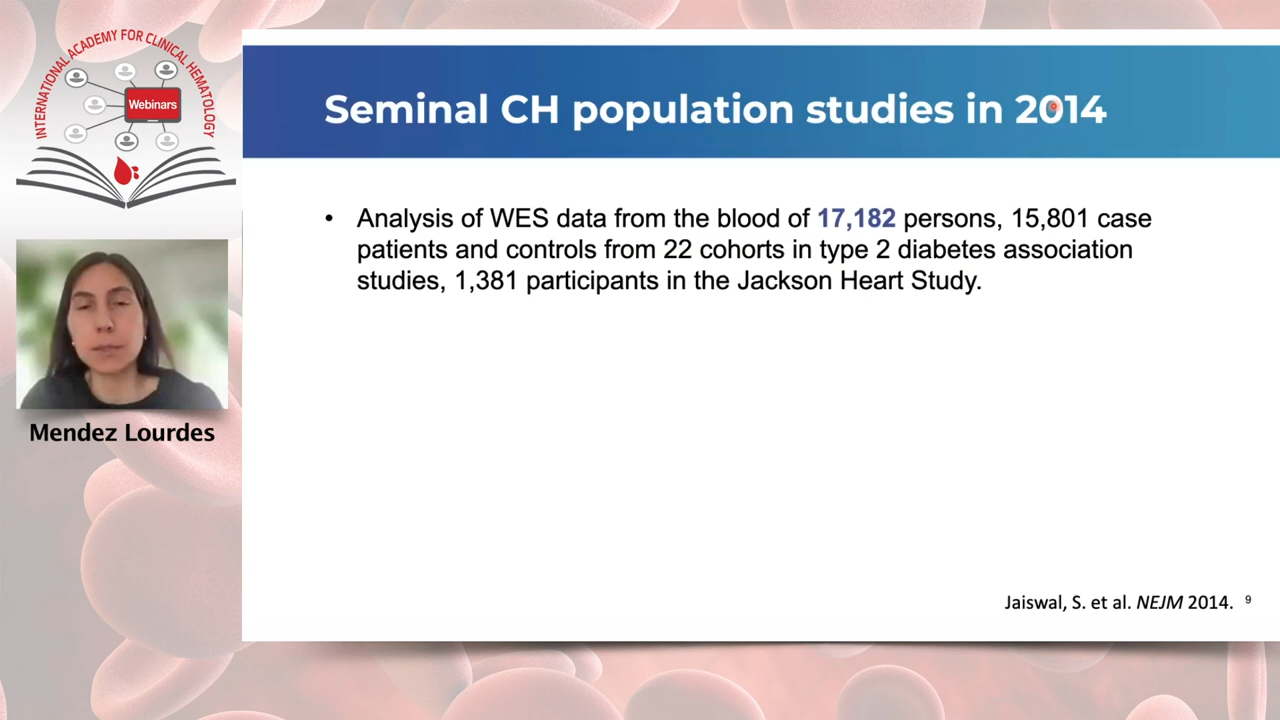 INTERNATIONAL ACADEMY FOR CLINICAL HEMATOLOGY
Webinars
Mendez Lourdes
Seminal CH population studies in 2014
• Analysis of WES data from the blood of 17,182 persons, 15,801 case
patients and controls from 22 cohorts in type 2 diabetes association
studies, 1,381 participants in the Jackson Heart Study.
Jaiswal, S. et al. NEJM 2014. 9